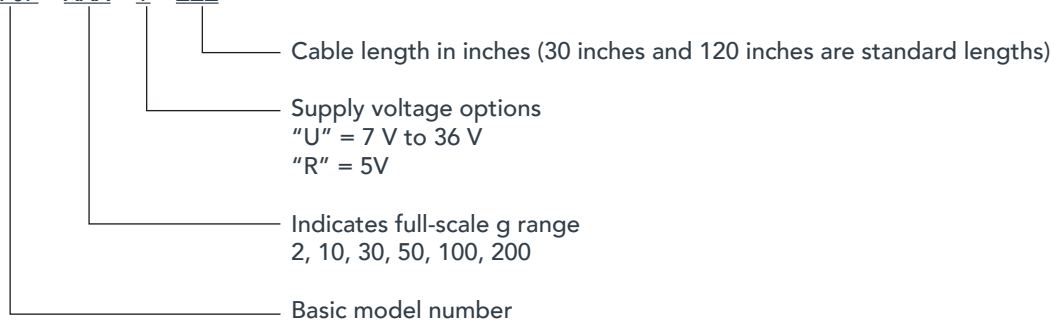 Cable length in inches (30 inches and 120 inches are standard lengths)
Supply voltage options
“U” = 7 V to 36 V
“R” = 5V
Indicates full-scale g range
2, 10, 30, 50, 100, 200
Basic model number